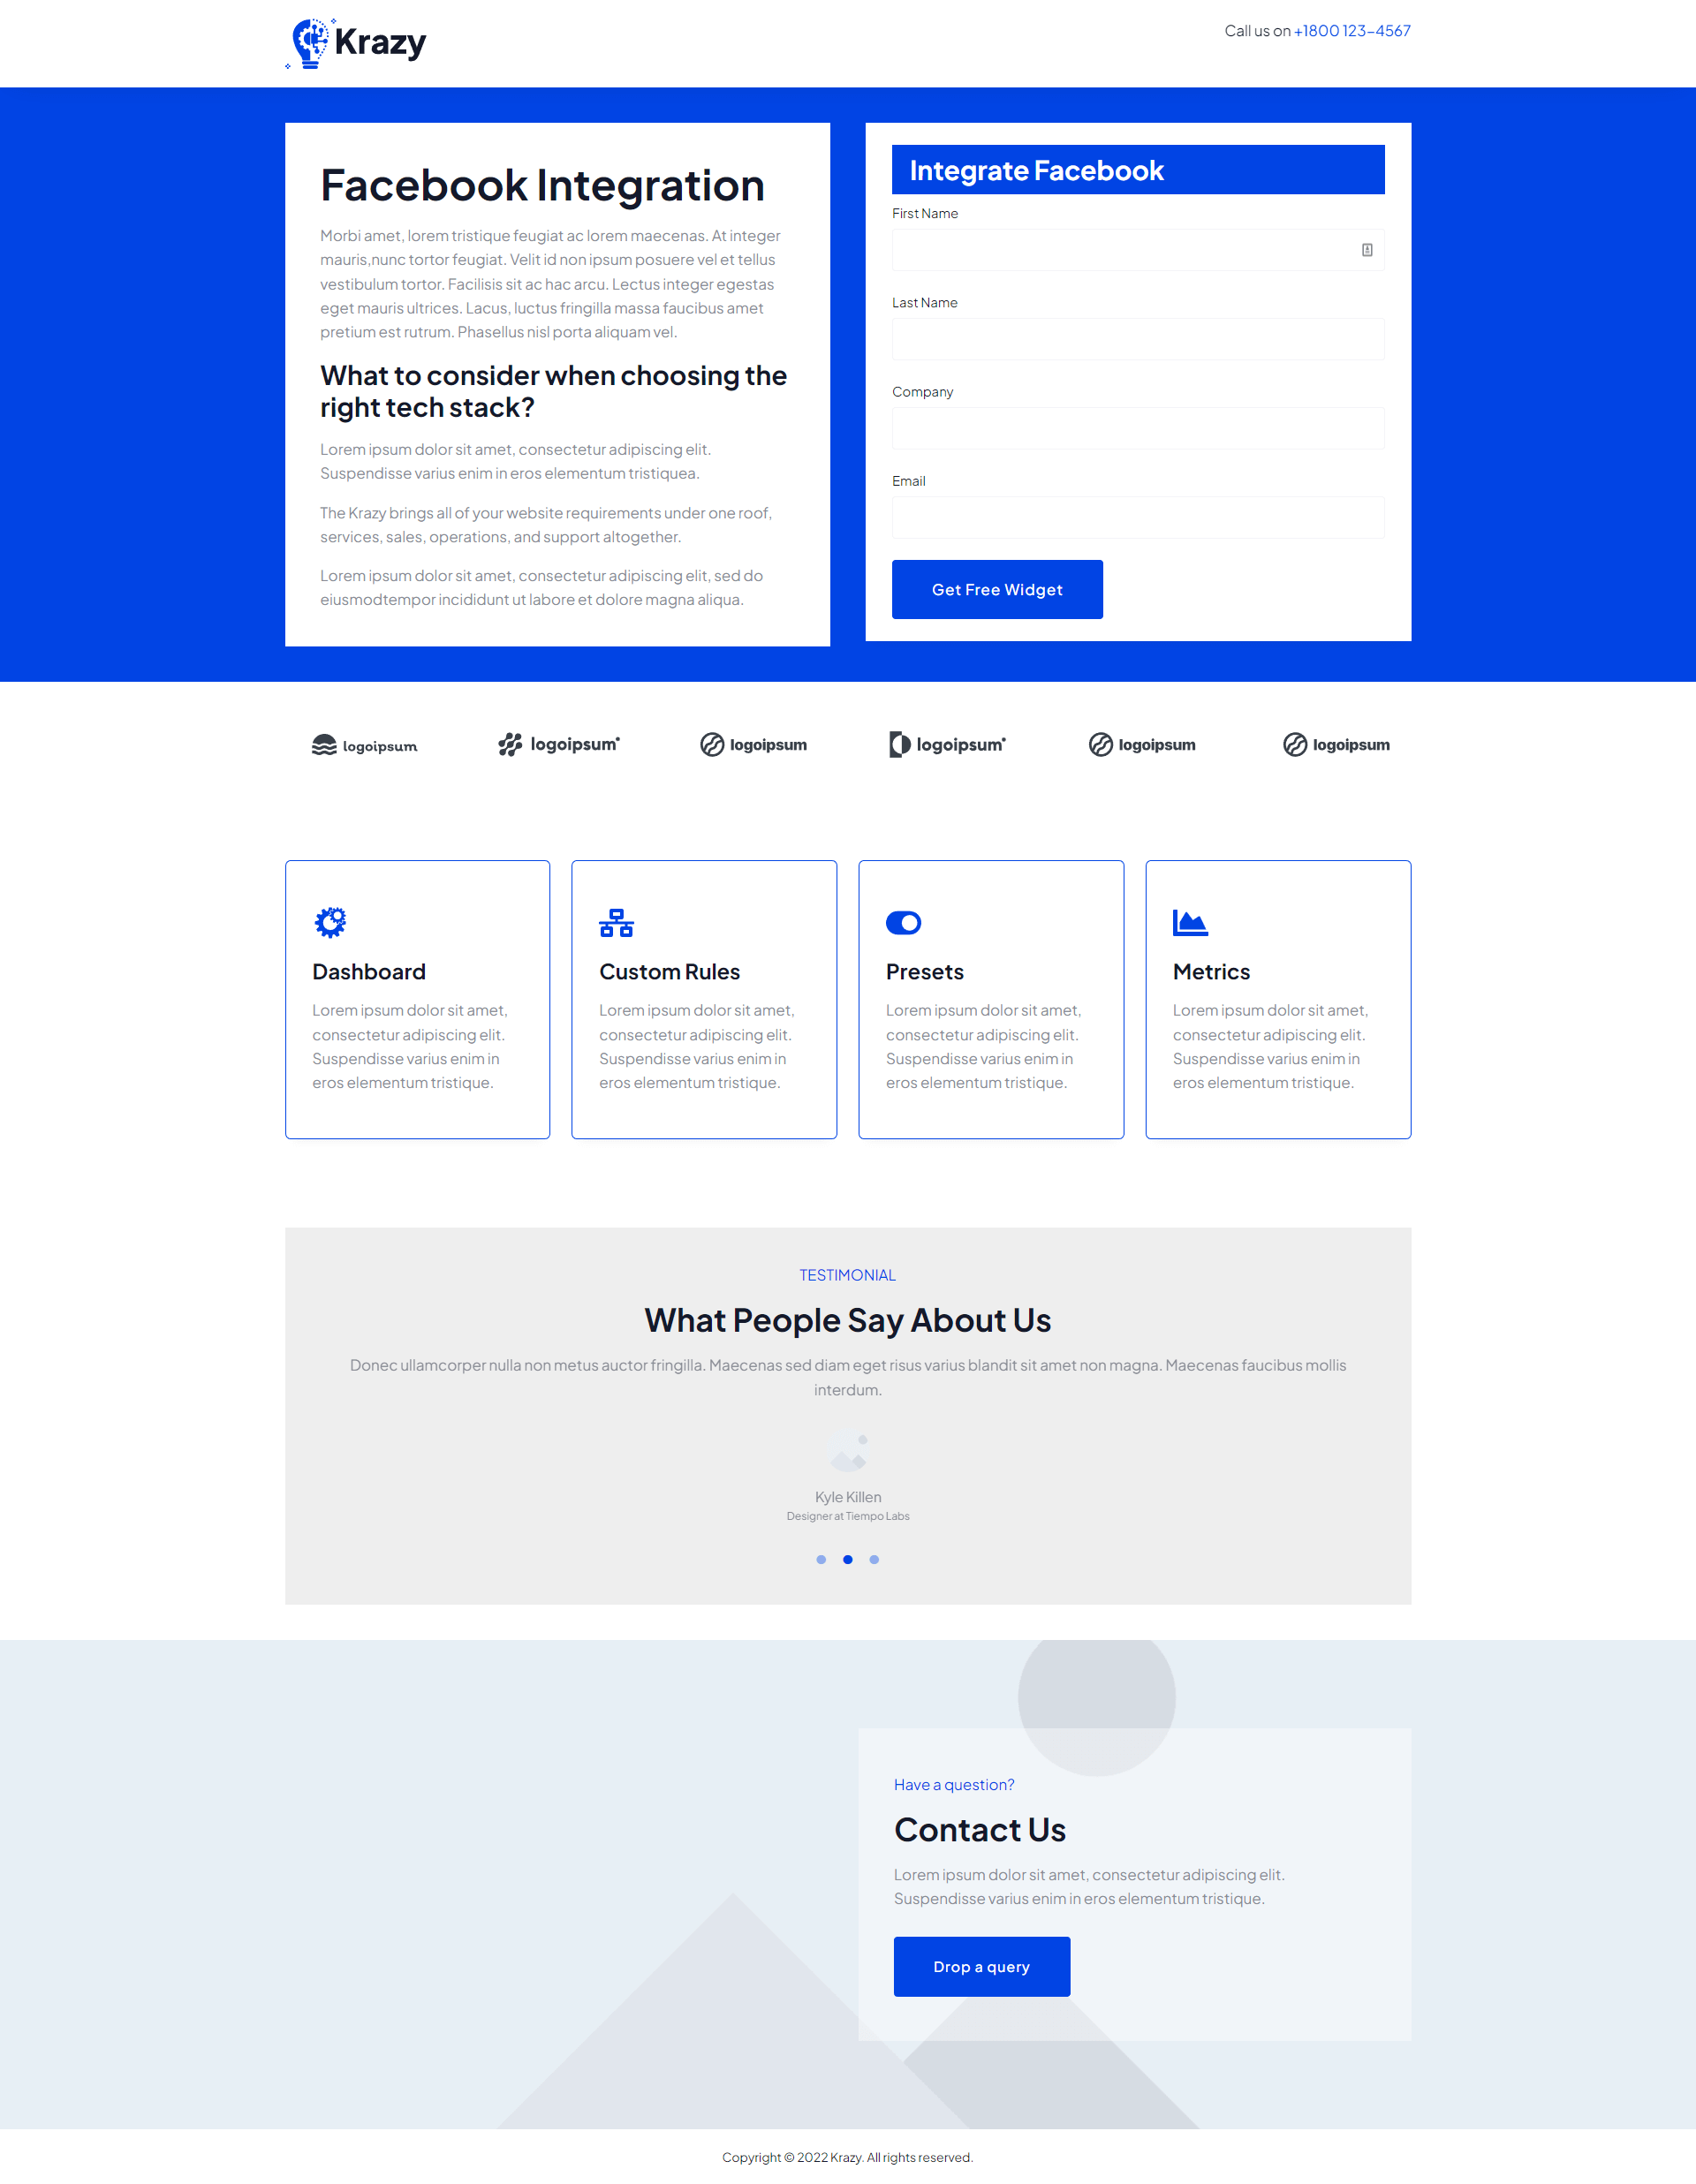 Krazy
Call us on +1800 123-4567
Facebook Integration
Morbi amet, lorem tristique feugiat ac lorem maecenas. At integer
mauris,nunc tortor feugiat. Velit id non ipsum posuere vel et tellus
vestibulum tortor. Facilisis sit ac hac arcu. Lectus integer egestas
eget mauris ultrices. Lacus, luctus fringilla massa faucibus amet
pretium est rutrum. Phasellus nisl porta aliquam vel.
What to consider when choosing the
right tech stack?
Lorem ipsum dolor sit amet, consectetur adipiscing elit.
Suspendisse varius enim in eros elementum tristiquea.
The Krazy brings all of your website requirements under one roof,
services, sales, operations, and support altogether.
Lorem ipsum dolor sit amet, consectetur adipiscing elit, sed do
eiusmodtempor incididunt ut labore et dolore magna aliqua.
Integrate Facebook
First Name
Last Name
Company
Email
Get Free Widget
logoipsum
logoipsum
logoipsum
logoipsum
logoipsum
logoipsum
Dashboard
Lorem ipsum dolor sit amet,
consectetur adipiscing elit.
Suspendisse varius enim in
eros elementum tristique.
Custom Rules
Lorem ipsum dolor sit amet,
consectetur adipiscing elit.
Suspendisse varius enim in
eros elementum tristique.
Presets
Lorem ipsum dolor sit amet,
consectetur adipiscing elit.
Suspendisse varius enim in
eros elementum tristique.
Metrics
Lorem ipsum dolor sit amet,
consectetur adipiscing elit.
Suspendisse varius enim in
eros elementum tristique.
TESTIMONIAL
What People Say About Us
Donec ullamcorper nulla non metus auctor fringilla. Maecenas sed diam eget risus varius blandit sit amet non magna. Maecenas faucibus mollis
interdum.
Kyle Killen
Designer at Tiempo Labs
Have a question?
Contact Us
Lorem ipsum dolor sit amet, consectetur adipiscing elit.
Suspendisse varius enim in eros elementum tristique.
Drop a query
Copyright © 2022 Krazy. All rights reserved.